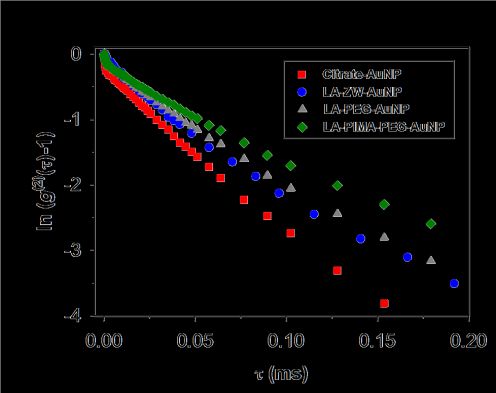 0
-1
-2
-3
-4
ln (g^(2)(τ)-1)
Citrate-AuNP
LA-ZW-AuNP
LA-PEG-AuNP
LA-PIMA-PEG-AuNP
0.00 0.05 0.10 0.15 0.20
τ (ms)